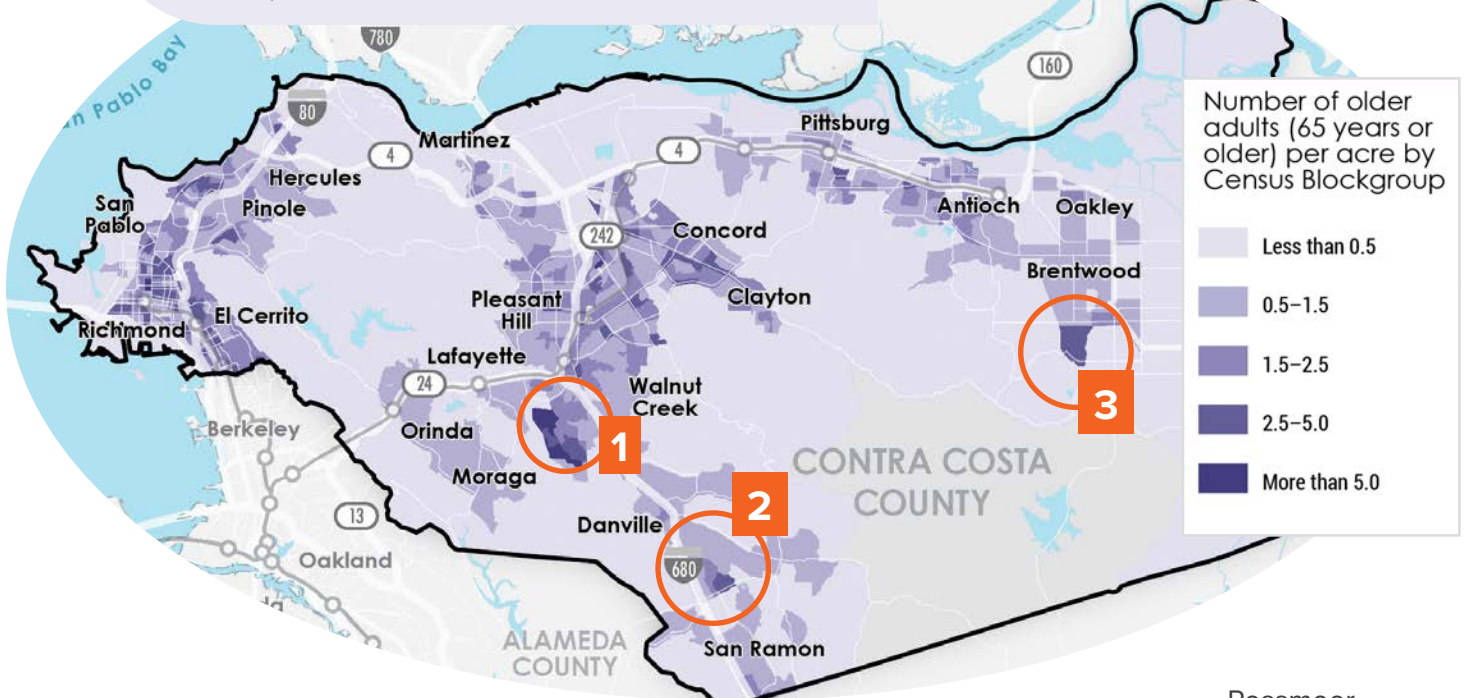 780
160
Pablo Bay
80
Number of older
adults (65 years or
older) per acre by
Census Blockgroup
Less than 0.5
0.5–1.5
1.5–2.5
2.5–5.0
More than 5.0
Martinez
4
4
Pittsburg
Hercules
San
Pablo
Pinole
Antioch
Oakley
242
Concord
Brentwood
Pleasant
Hill
Clayton
El Cerrito
Richmond
Lafayette
24
Walnut
Creek
3
Berkeley
Orinda
1
Moraga
CONTRA COSTA
COUNTY
2
13
Danville
Oakland
680
ALAMEDA
COUNTY
San Ramon